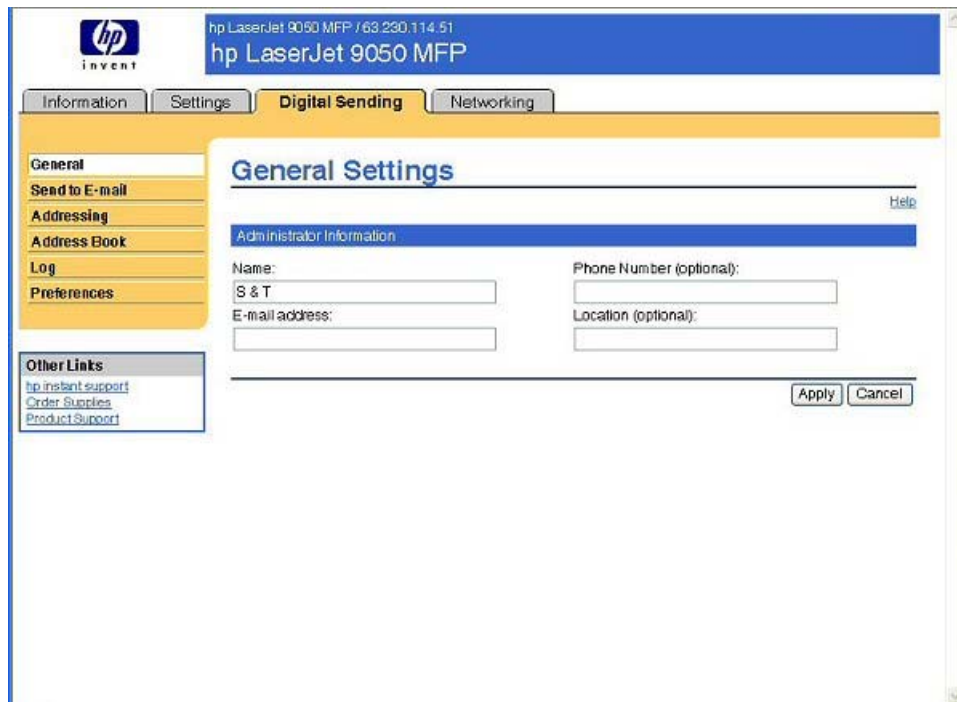 hp
invent
hp LaserJet 9050 MFP / 63.230.114.51
hp LaserJet 9050 MFP
Information
Settings
Digital Sending
Networking
General
Send to E-mail
Addressing
Address Book
Log
Preferences
Other Links
hp instant support
Order Supplies
Product Support
General Settings
Help
Administrator Information
Name:
S & T
E-mail address:
Phone Number (optional):
Location (optional):
Apply
Cancel